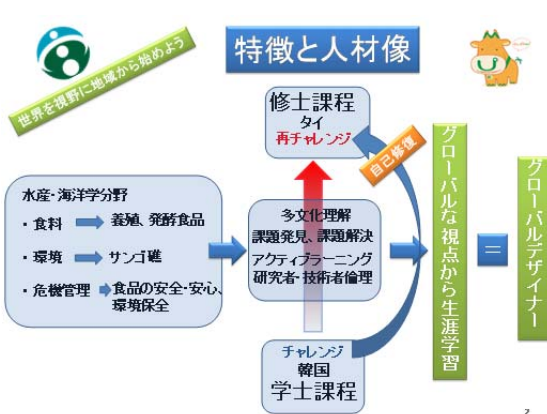 特徴と人材像
世界を視野に地域から始めよう
修士課程
タイ
再チャレンジ
自己修復
水産・海洋学分野
・食料 養殖、発酵食品
・環境 サンゴ礁
・危機管理 食品の安全・安心、
環境保全
多文化理解
課題発見、課題解決
アクティブラーニング
研究者・技術者倫理
チャレンジ
韓国
学士課程
グローバルな視点から生涯学習
=
グローバルデザイナー
2